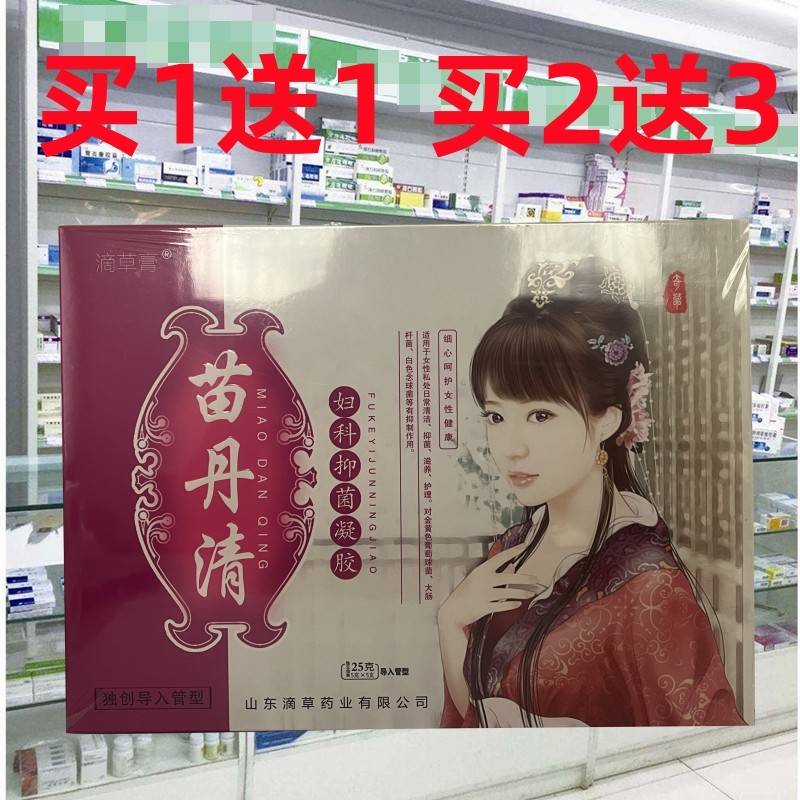 买1送1 买2送3
滴草膏®
苗丹清
MIAO DAN QING
妇科抑菌凝胶
FUKEYIJUNNINGJIAO
细心呵护女性健康
适用于女性私处日常清洁、抑菌、滋养、护理。对金黄色葡萄球菌、大肠
杆菌、白色念球菌等有抑制作用。
25克
5克×5支
导入管型
独创导入管型
山东滴草药业有限公司